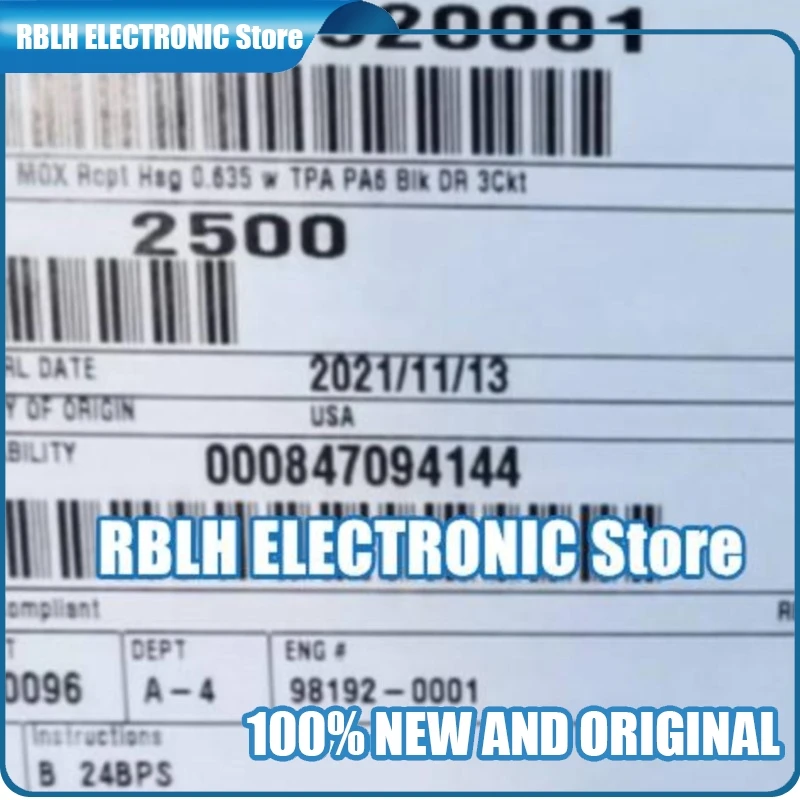 RBLH ELECTRONIC Store
20001
MOX Rcpt Hsg 0.635 w TPA PA6 Blk DR 3Ckt
2500
AL DATE 2021/11/13
Y OF ORIGIN USA
BILITY 000847094144
RBLH ELECTRONIC Store
ompliant R
T DEPT ENG #
0096 A-4 98192-0001
100% NEW AND ORIGINAL
Instructions
B 24BPS